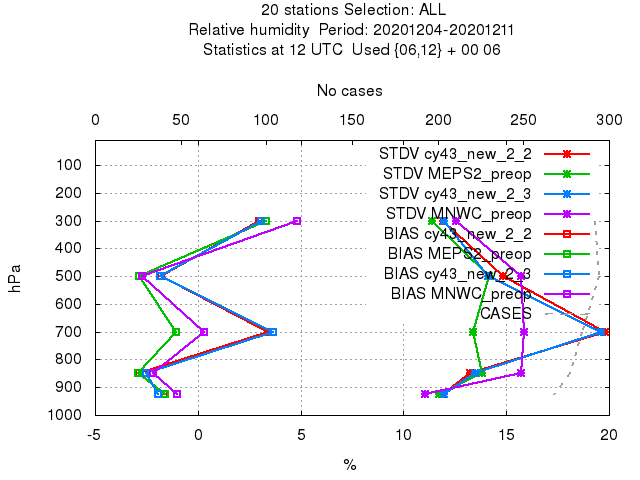 20 stations Selection: ALL
Relative humidity  Period: 20201204-20201211
Statistics at 12 UTC  Used {06,12} + 00 06
No cases
0 50 100 150 200 250 300
STDV cy43_new_2_2
100
STDV MEPS2_preop
200
STDV cy43_new_2_3
STDV MNWC_preop
300
BIAS cy43_new_2_2
400
BIAS MEPS2_preop
500
BIAS cy43_new_2_3
BIAS MNWC_preop
600
CASES
700
800
900
1000
hPa
-5 0 5 10 15 20
%